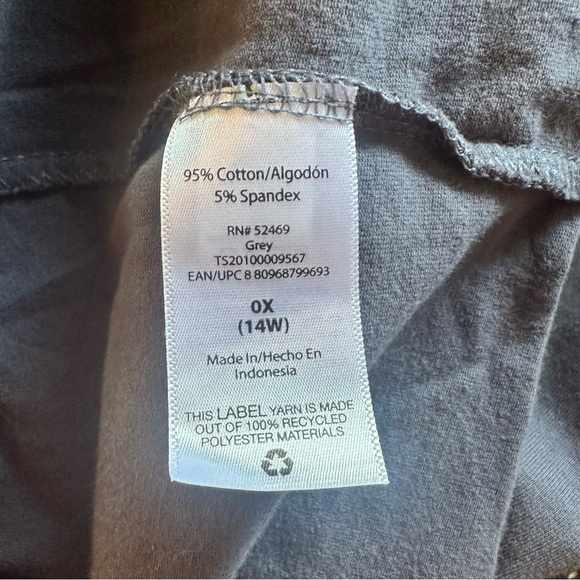 95% Cotton/Algodón
5% Spandex
RN# 52469
Grey
TS20100009567
EAN/UPC 8 80968799693
0X
(14W)
Made In/Hecho En
Indonesia
THIS LABEL YARN IS MADE
OUT OF 100% RECYCLED
POLYESTER MATERIALS